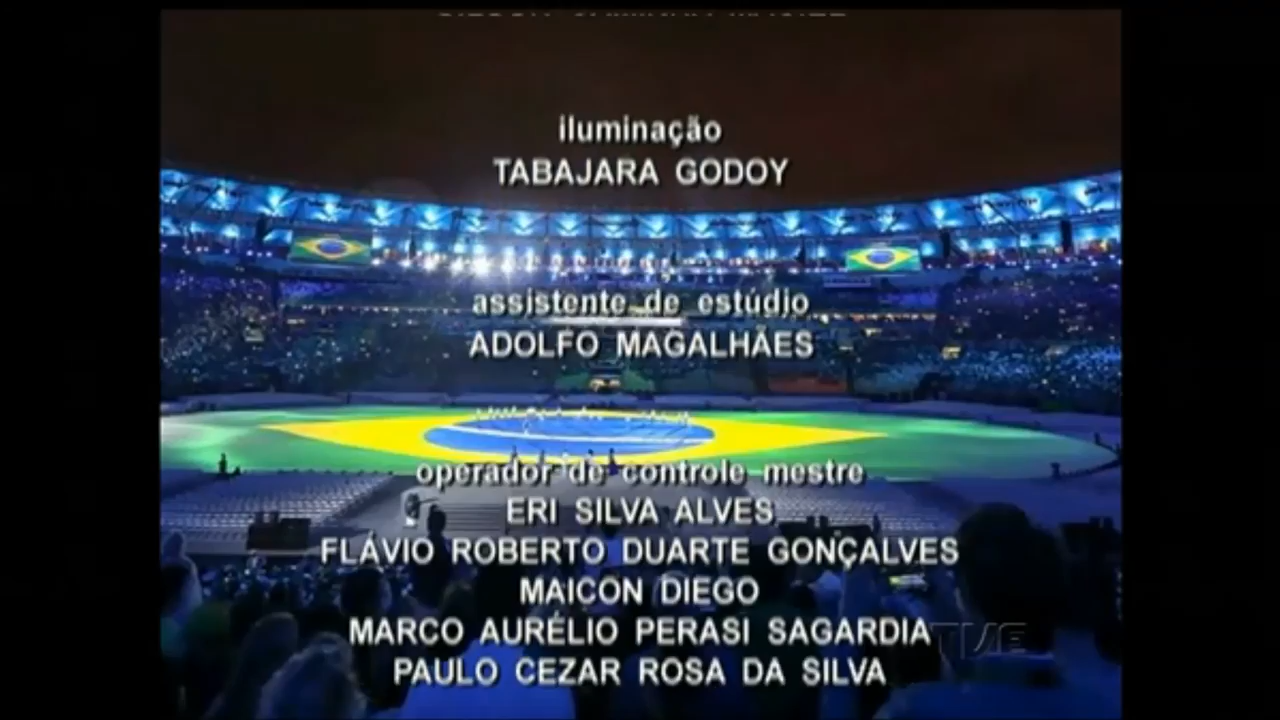 iluminação
TABAJARA GODOY
assistente de estúdio
ADOLFO MAGALHÃES
operador de controle mestre
ERI SILVA ALVES
FLÁVIO ROBERTO DUARTE GONÇALVES
MAICON DIEGO
MARCO AURÉLIO PERASI SAGARDIA
PAULO CEZAR ROSA DA SILVA
TVE